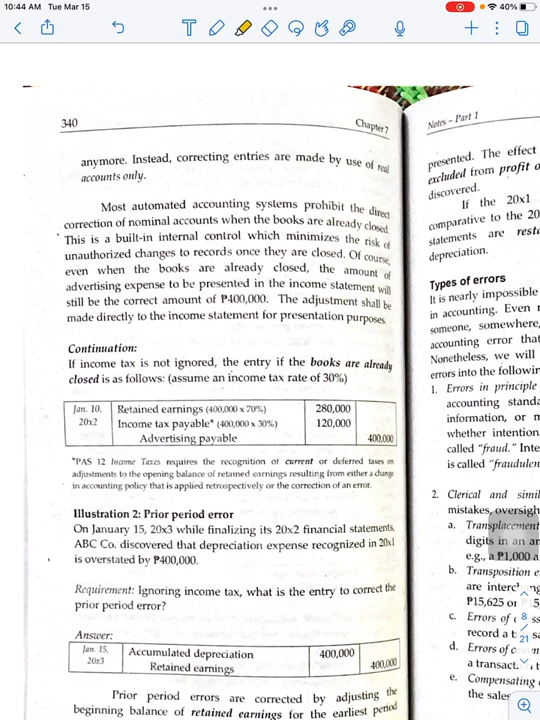 10:44 AM Tue Mar 15
40%
340
Chapter 7
anymore. Instead, correcting entries are made by use of real
accounts only.
Most automated accounting systems prohibit the direct
correction of nominal accounts when the books are already closed.
This is a built-in internal control which minimizes the risk of
unauthorized changes to records once they are closed. Of course,
even when the books are already closed, the amount of
advertising expense to be presented in the income statement will
still be the correct amount of ₱400,000. The adjustment shall be
made directly to the income statement for presentation purposes.
Continuation:
If income tax is not ignored, the entry if the books are already
closed is as follows: (assume an income tax rate of 30%)
Jan. 10, Retained earnings (400,000 x 70%) 280,000
20x2 Income tax payable* (400,000 x 30%) 120,000
Advertising payable 400,000
*PAS 12 Income Taxes requires the recognition of current or deferred taxes on
adjustments to the opening balance of retained earnings resulting from either a change
in accounting policy that is applied retrospectively or the correction of an error.
Illustration 2: Prior period error
On January 15, 20x3 while finalizing its 20x2 financial statements,
ABC Co. discovered that depreciation expense recognized in 20x1
is overstated by ₱400,000.
Requirement: Ignoring income tax, what is the entry to correct the
prior period error?
Answer:
Jan. 15, Accumulated depreciation 400,000
20x3 Retained earnings 400,000
Prior period errors are corrected by adjusting the
beginning balance of retained earnings for the earliest period
Notes – Part 1
presented. The effect
excluded from profit o
discovered.
If the 20x1
comparative to the 20
statements are resta
depreciation.
Types of errors
It is nearly impossible
in accounting. Even
someone, somewhere,
accounting error that
Nonetheless, we will
errors into the followin
1. Errors in principle
accounting standa
information, or m
whether intention
called "fraud." Inte
is called "fraudulen
2. Clerical and simil
mistakes, oversigh
a. Transplacement
digits in an am
e.g., a ₱1,000 a
b. Transposition e
are interc
₱15,625 or
c. Errors of
record a t
d. Errors of
a transact
e. Compensating
the sales
8
21